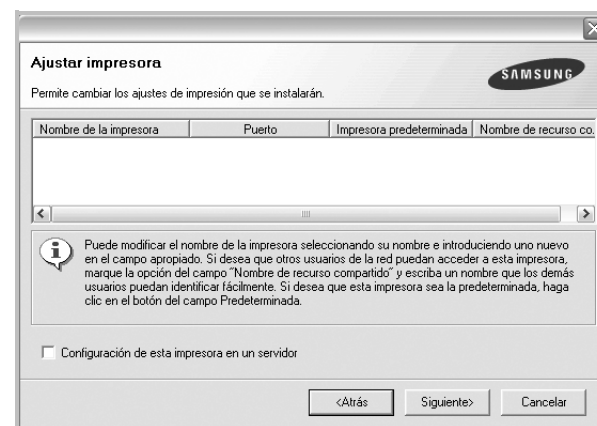 Ajustar impresora
SAMSUNG
Permite cambiar los ajustes de impresión que se instalarán.
Nombre de la impresora Puerto Impresora predeterminada Nombre de recurso co.
Puede modificar el nombre de la impresora seleccionando su nombre e introduciendo uno nuevo
en el campo apropiado. Si desea que otros usuarios de la red puedan acceder a esta impresora,
marque la opción del campo "Nombre de recurso compartido" y escriba un nombre que los demás
usuarios puedan identificar fácilmente. Si desea que esta impresora sea la predeterminada, haga
clic en el botón del campo Predeterminada.
Configuración de esta impresora en un servidor
<Atrás Siguiente> Cancelar